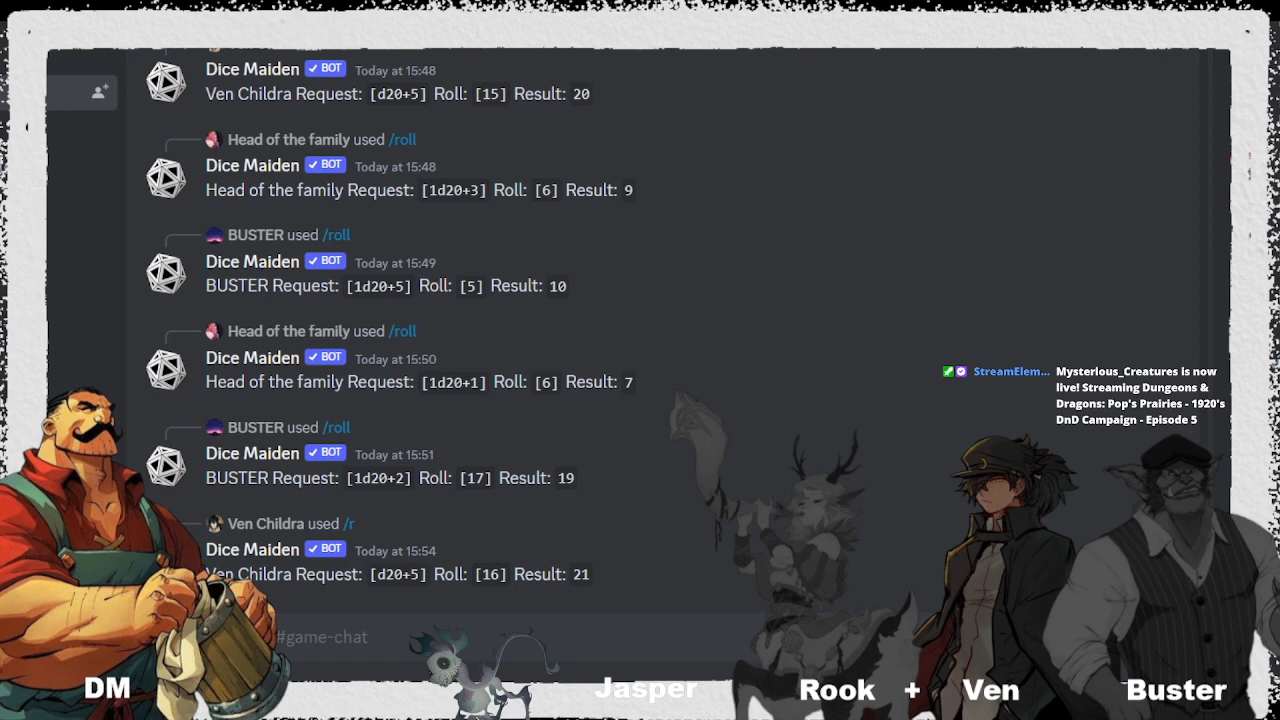 Dice Maiden ✓ BOT Today at 15:48
Ven Childra Request: [d20+5] Roll: [15] Result: 20
Head of the family used /roll
Dice Maiden ✓ BOT Today at 15:48
Head of the family Request: [1d20+3] Roll: [6] Result: 9
BUSTER used /roll
Dice Maiden ✓ BOT Today at 15:49
BUSTER Request: [1d20+5] Roll: [5] Result: 10
Head of the family used /roll
Dice Maiden ✓ BOT Today at 15:50
Head of the family Request: [1d20+1] Roll: [6] Result: 7
BUSTER used /roll
Dice Maiden ✓ BOT Today at 15:51
BUSTER Request: [1d20+2] Roll: [17] Result: 19
Ven Childra used /r
Dice Maiden ✓ BOT Today at 15:54
Ven Childra Request: [d20+5] Roll: [16] Result: 21
#game-chat
StreamElem... Mysterious_Creatures is now
live! Streaming Dungeons &
Dragons: Pop's Prairies - 1920's
DnD Campaign - Episode 5
DM
Jasper
Rook + Ven
Buster